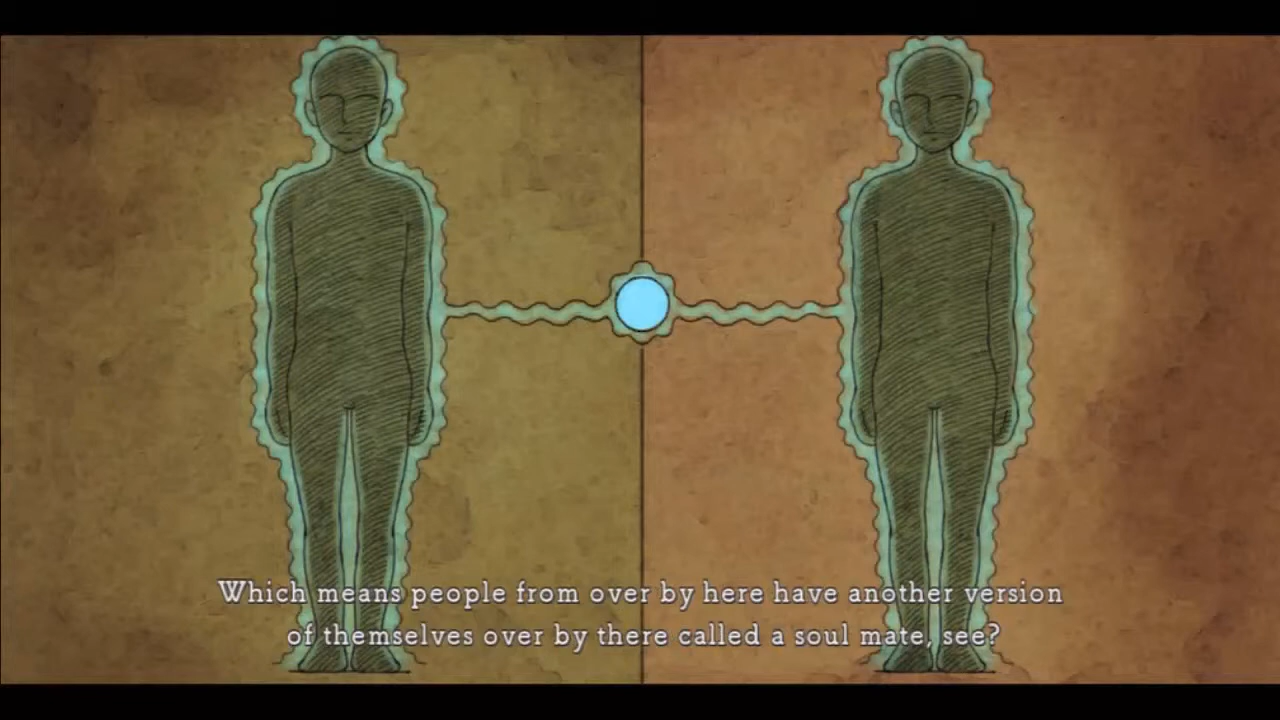 Which means people from over by here have another version
of themselves over by there called a soul mate, see?